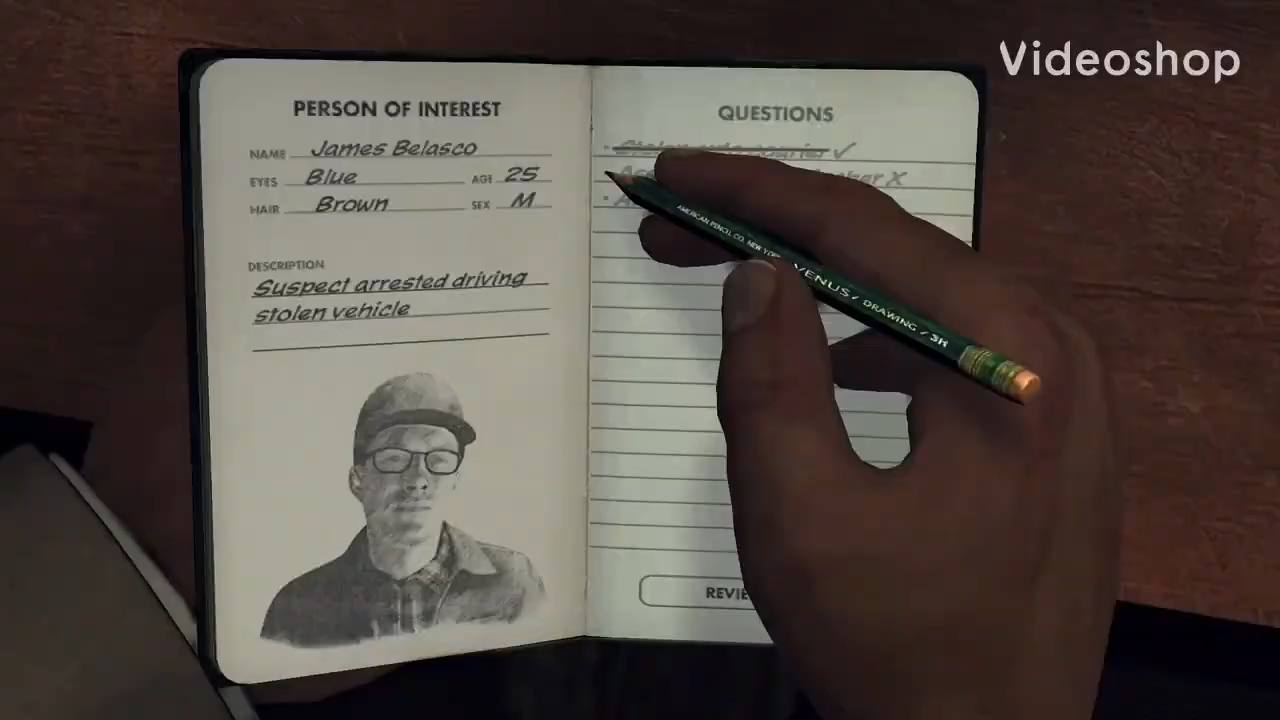 Videoshop
PERSON OF INTEREST
NAME James Belasco
EYES Blue AGE 25
HAIR Brown SEX M
DESCRIPTION
Suspect arrested driving
stolen vehicle
QUESTIONS
Stolen
X
AMERICAN PENCIL CO. NEW YORK VENUS / DRAWING / 3H